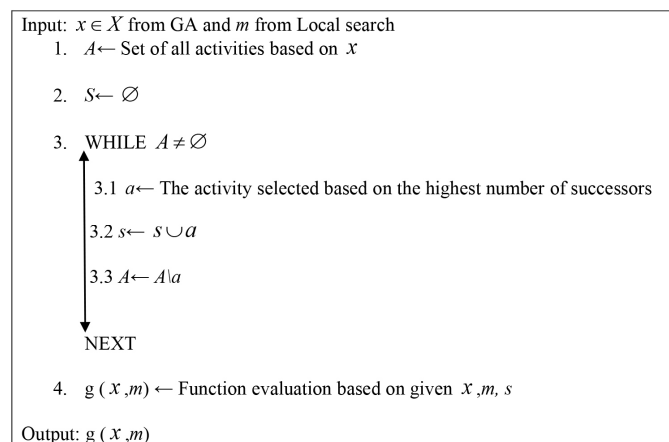 Input: x ∈ X from GA and m from Local search
1. A← Set of all activities based on x
2. S← ∅
3. WHILE A ≠ ∅
3.1 a← The activity selected based on the highest number of successors
3.2 s← s∪a
3.3 A← A\a
NEXT
4. g ( x ,m) ← Function evaluation based on given x ,m, s
Output: g ( x ,m)